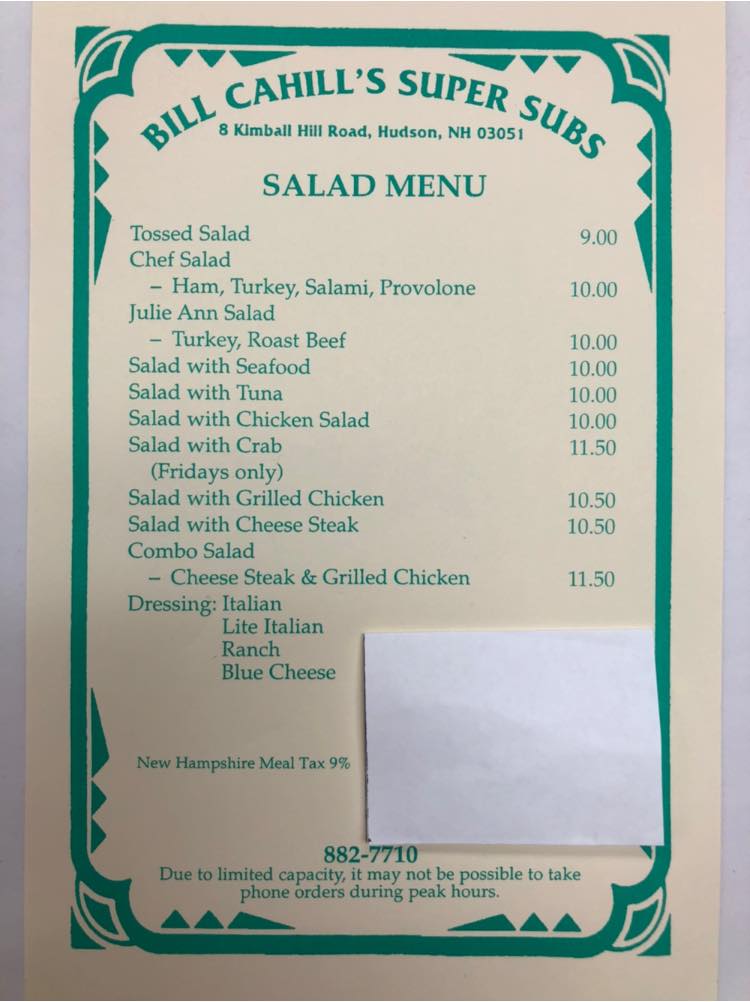 BILL CAHILL'S SUPER SUBS
8 Kimball Hill Road, Hudson, NH 03051
SALAD MENU
Tossed Salad 9.00
Chef Salad
– Ham, Turkey, Salami, Provolone 10.00
Julie Ann Salad
– Turkey, Roast Beef 10.00
Salad with Seafood 10.00
Salad with Tuna 10.00
Salad with Chicken Salad 10.00
Salad with Crab 11.50
(Fridays only)
Salad with Grilled Chicken 10.50
Salad with Cheese Steak 10.50
Combo Salad
– Cheese Steak & Grilled Chicken 11.50
Dressing: Italian
Lite Italian
Ranch
Blue Cheese
New Hampshire Meal Tax 9%
882-7710
Due to limited capacity, it may not be possible to take
phone orders during peak hours.